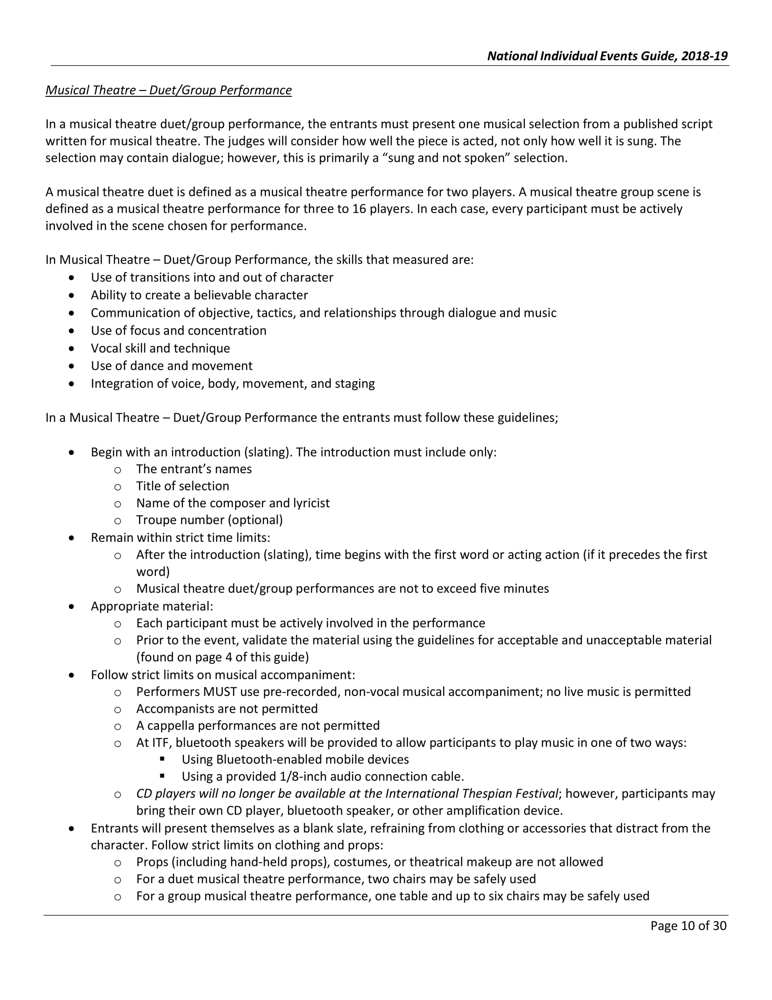 National Individual Events Guide, 2018-19
Musical Theatre – Duet/Group Performance
In a musical theatre duet/group performance, the entrants must present one musical selection from a published script
written for musical theatre. The judges will consider how well the piece is acted, not only how well it is sung. The
selection may contain dialogue; however, this is primarily a “sung and not spoken” selection.
A musical theatre duet is defined as a musical theatre performance for two players. A musical theatre group scene is
defined as a musical theatre performance for three to 16 players. In each case, every participant must be actively
involved in the scene chosen for performance.
In Musical Theatre – Duet/Group Performance, the skills that measured are:
• Use of transitions into and out of character
• Ability to create a believable character
• Communication of objective, tactics, and relationships through dialogue and music
• Use of focus and concentration
• Vocal skill and technique
• Use of dance and movement
• Integration of voice, body, movement, and staging
In a Musical Theatre – Duet/Group Performance the entrants must follow these guidelines;
• Begin with an introduction (slating). The introduction must include only:
o The entrant’s names
o Title of selection
o Name of the composer and lyricist
o Troupe number (optional)
• Remain within strict time limits:
o After the introduction (slating), time begins with the first word or acting action (if it precedes the first
word)
o Musical theatre duet/group performances are not to exceed five minutes
• Appropriate material:
o Each participant must be actively involved in the performance
o Prior to the event, validate the material using the guidelines for acceptable and unacceptable material
(found on page 4 of this guide)
• Follow strict limits on musical accompaniment:
o Performers MUST use pre-recorded, non-vocal musical accompaniment; no live music is permitted
o Accompanists are not permitted
o A cappella performances are not permitted
o At ITF, bluetooth speakers will be provided to allow participants to play music in one of two ways:
▪ Using Bluetooth-enabled mobile devices
▪ Using a provided 1/8-inch audio connection cable.
o CD players will no longer be available at the International Thespian Festival; however, participants may
bring their own CD player, bluetooth speaker, or other amplification device.
• Entrants will present themselves as a blank slate, refraining from clothing or accessories that distract from the
character. Follow strict limits on clothing and props:
o Props (including hand-held props), costumes, or theatrical makeup are not allowed
o For a duet musical theatre performance, two chairs may be safely used
o For a group musical theatre performance, one table and up to six chairs may be safely used
Page 10 of 30